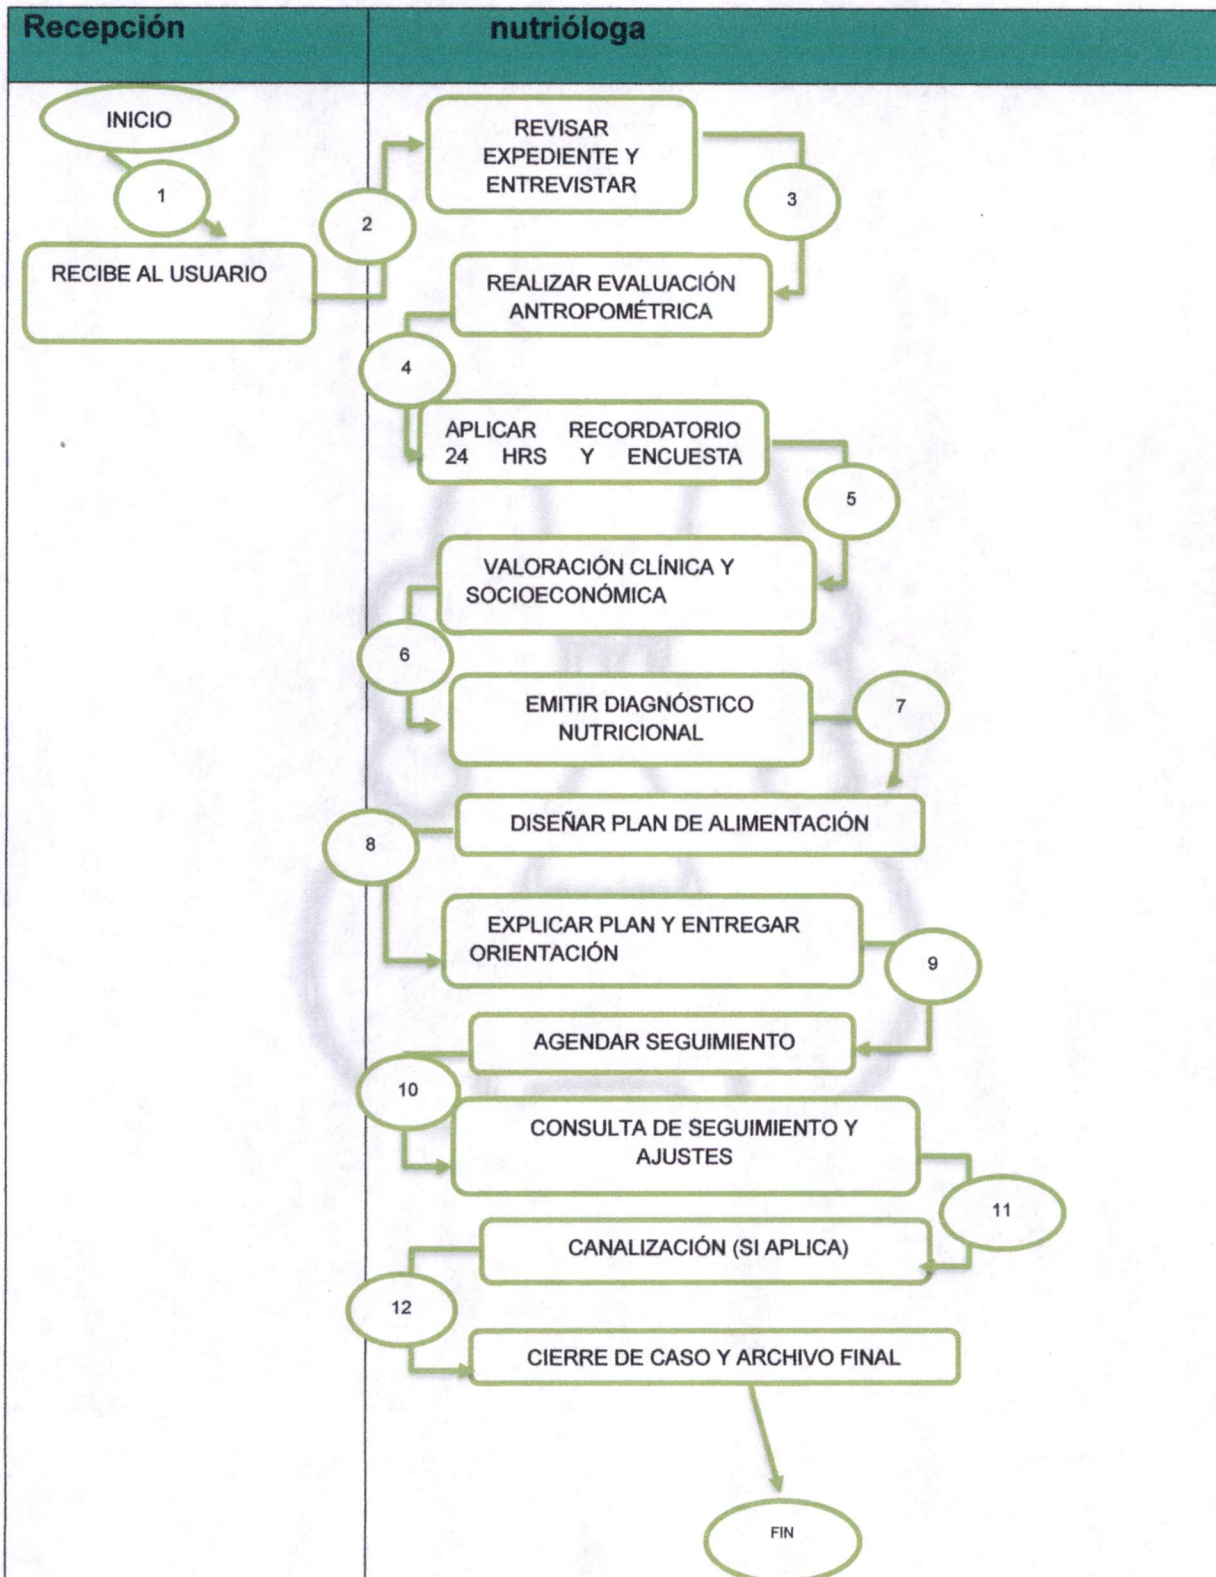 Recepción
nutrióloga
INICIO
1
RECIBE AL USUARIO
2
REVISAR
EXPEDIENTE Y
ENTREVISTAR
3
REALIZAR EVALUACIÓN
ANTROPOMÉTRICA
4
APLICAR RECORDATORIO
24 HRS Y ENCUESTA
5
VALORACIÓN CLÍNICA Y
SOCIOECONÓMICA
6
EMITIR DIAGNÓSTICO
NUTRICIONAL
7
DISEÑAR PLAN DE ALIMENTACIÓN
8
EXPLICAR PLAN Y ENTREGAR
ORIENTACIÓN
9
AGENDAR SEGUIMIENTO
10
CONSULTA DE SEGUIMIENTO Y
AJUSTES
11
CANALIZACIÓN (SI APLICA)
12
CIERRE DE CASO Y ARCHIVO FINAL
FIN